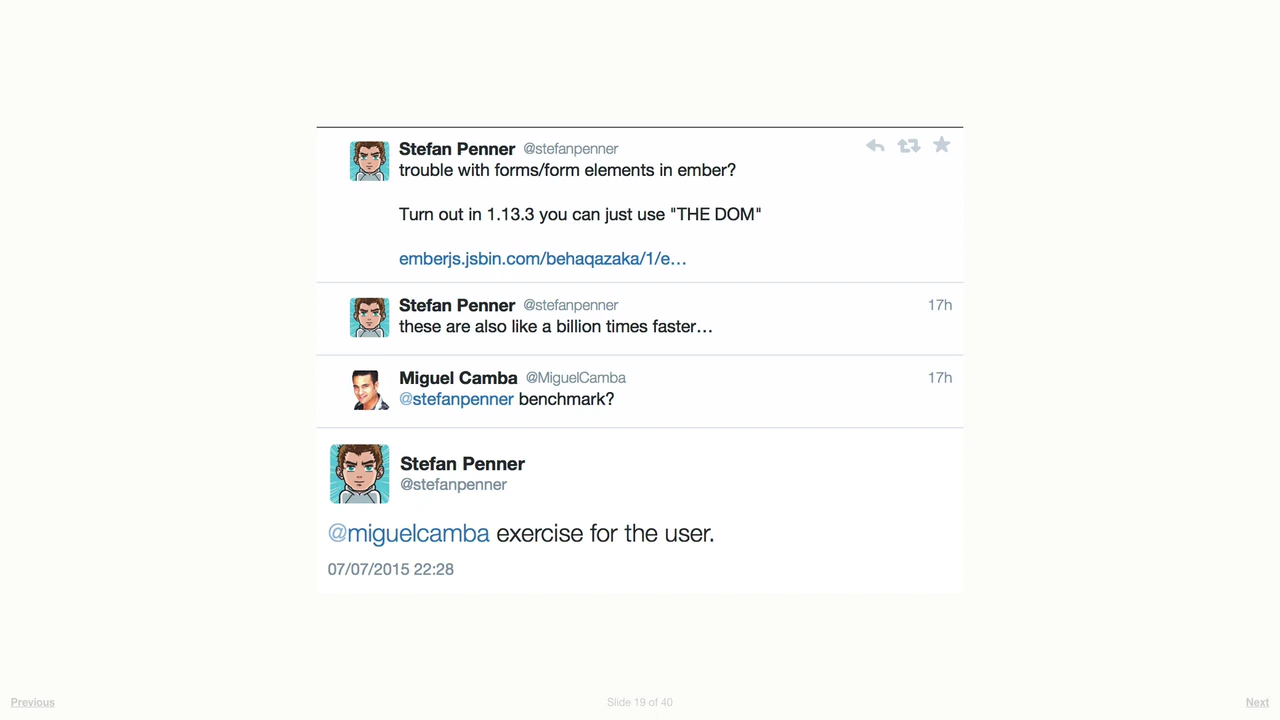 Stefan Penner @stefanpenner
trouble with forms/form elements in ember?
Turn out in 1.13.3 you can just use "THE DOM"
emberjs.jsbin.com/behaqazaka/1/e…
Stefan Penner @stefanpenner 17h
these are also like a billion times faster…
Miguel Camba @MiguelCamba 17h
@stefanpenner benchmark?
Stefan Penner
@stefanpenner
@miguelcamba exercise for the user.
07/07/2015 22:28
Previous Slide 19 of 40 Next